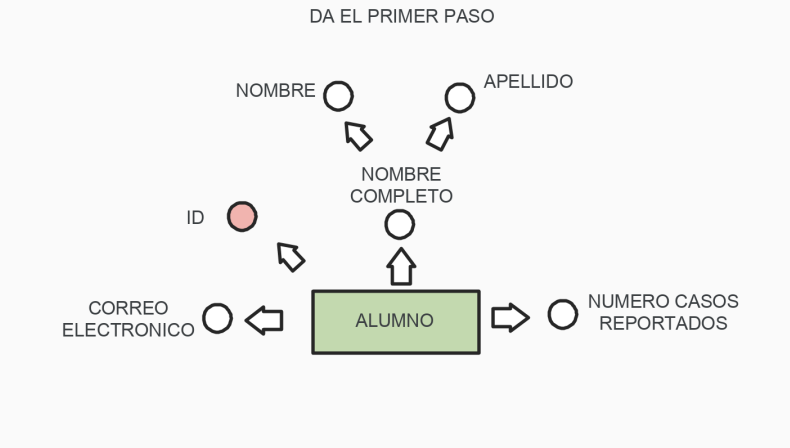 DA EL PRIMER PASO
NOMBRE
APELLIDO
NOMBRE
COMPLETO
ID
CORREO
ELECTRONICO
ALUMNO
NUMERO CASOS
REPORTADOS